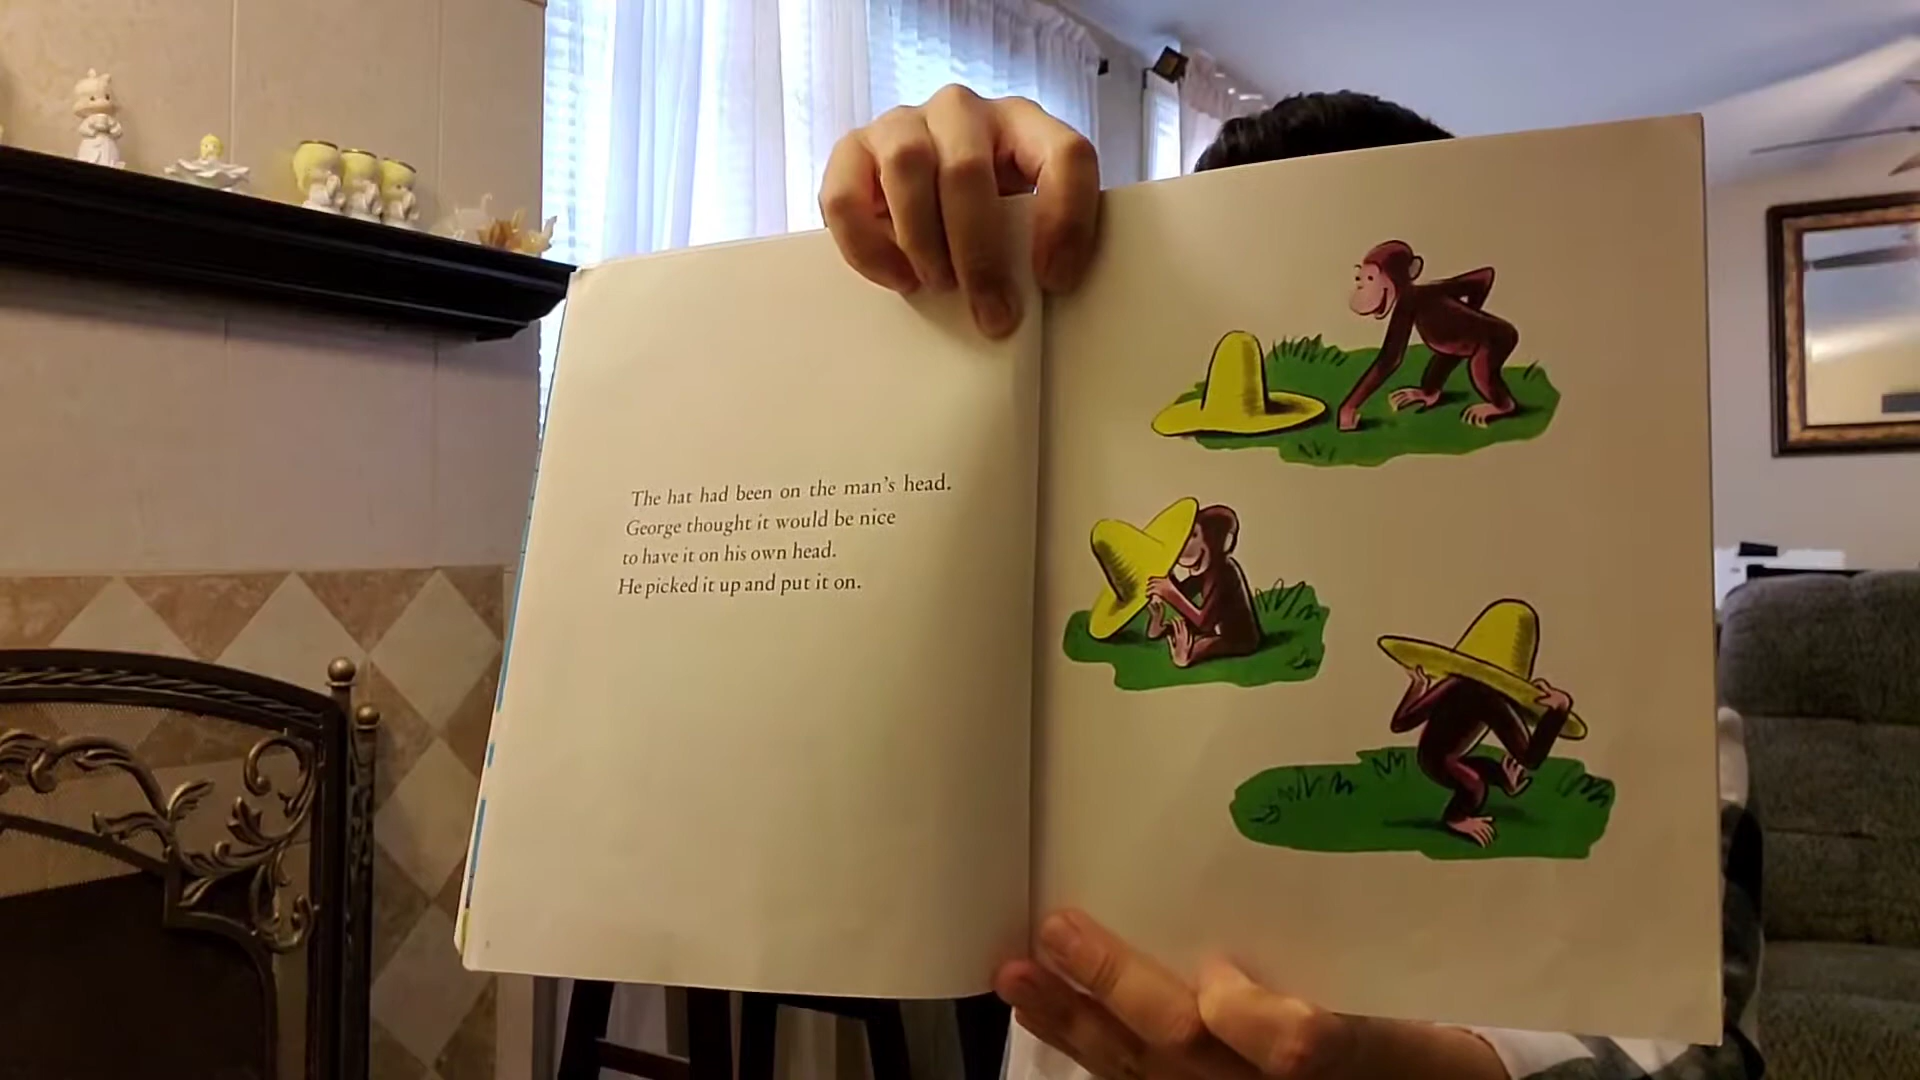 The hat had been on the man's head.
George thought it would be nice
to have it on his own head.
He picked it up and put it on.